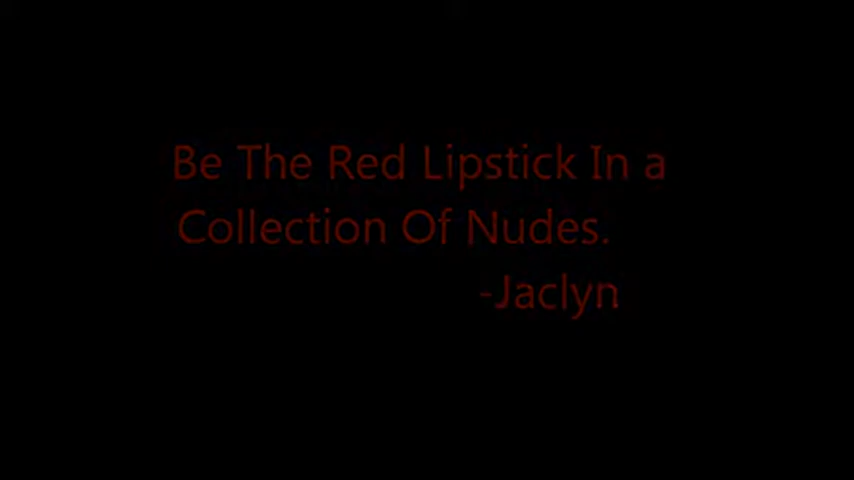 Be The Red Lipstick In a
Collection Of Nudes.
-Jaclyn